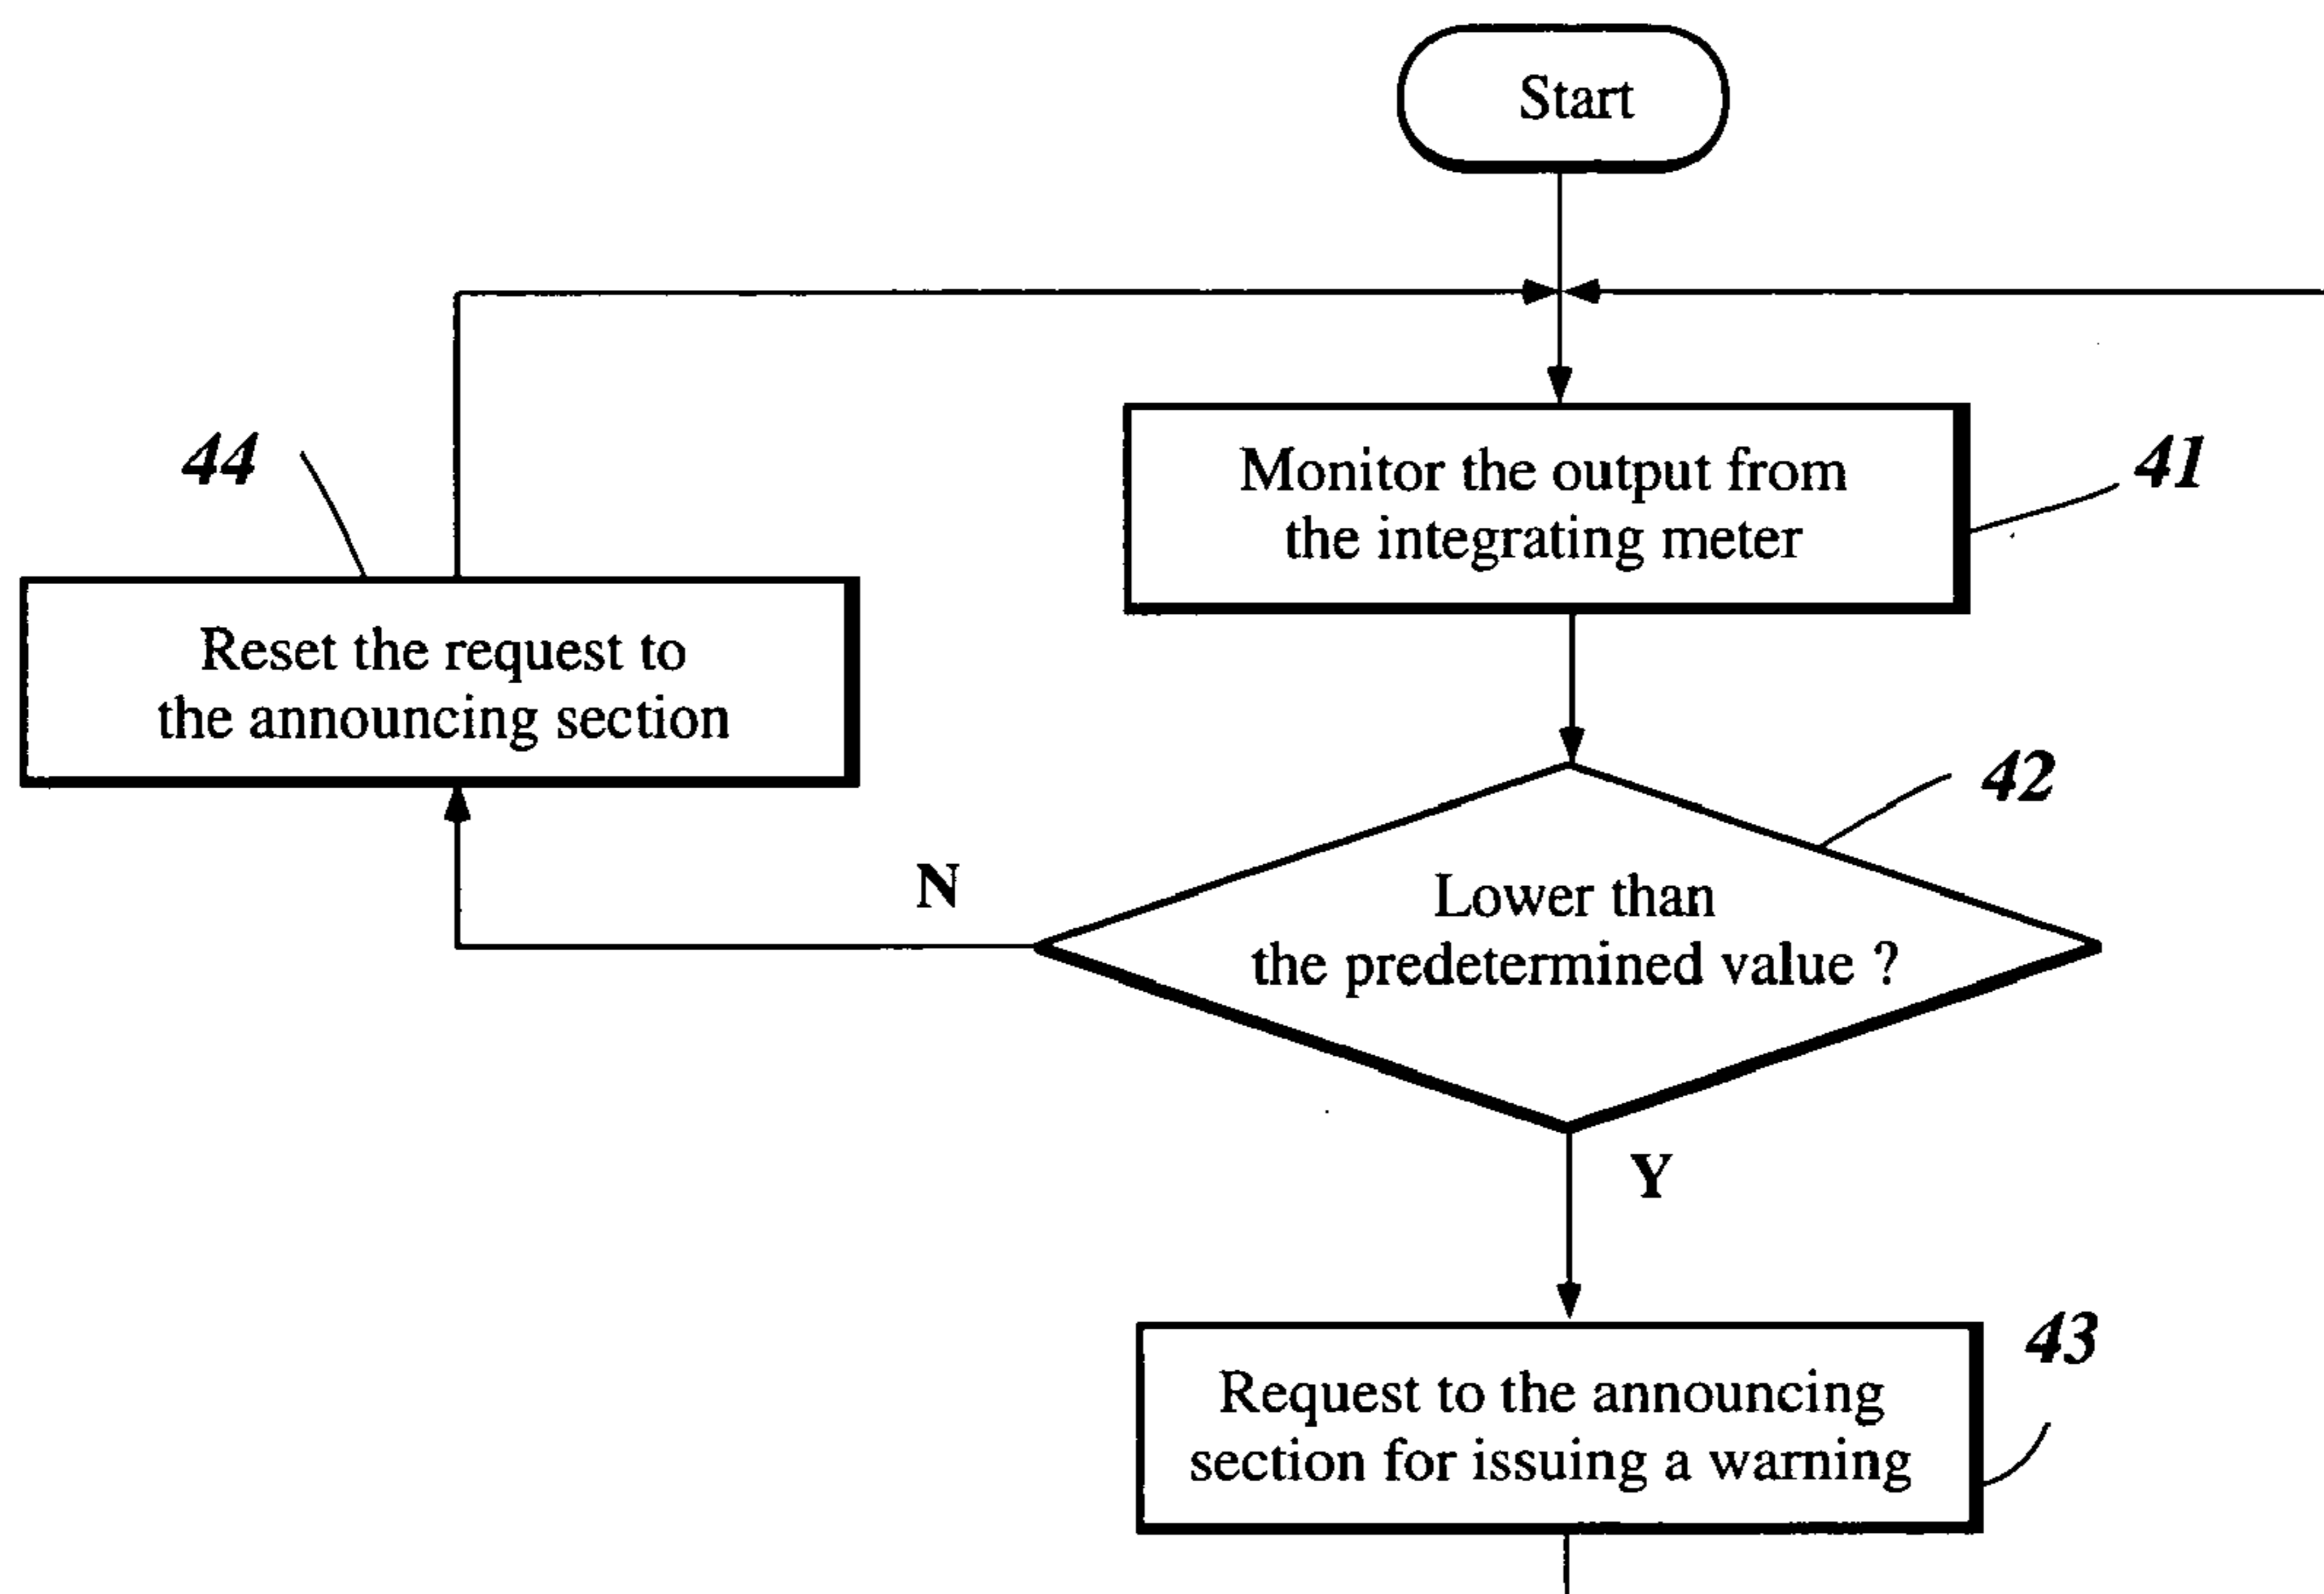 Start
Monitor the output from
the integrating meter
41
44
Reset the request to
the announcing section
42
Lower than
the predetermined value ?
N
Y
43
Request to the announcing
section for issuing a warning